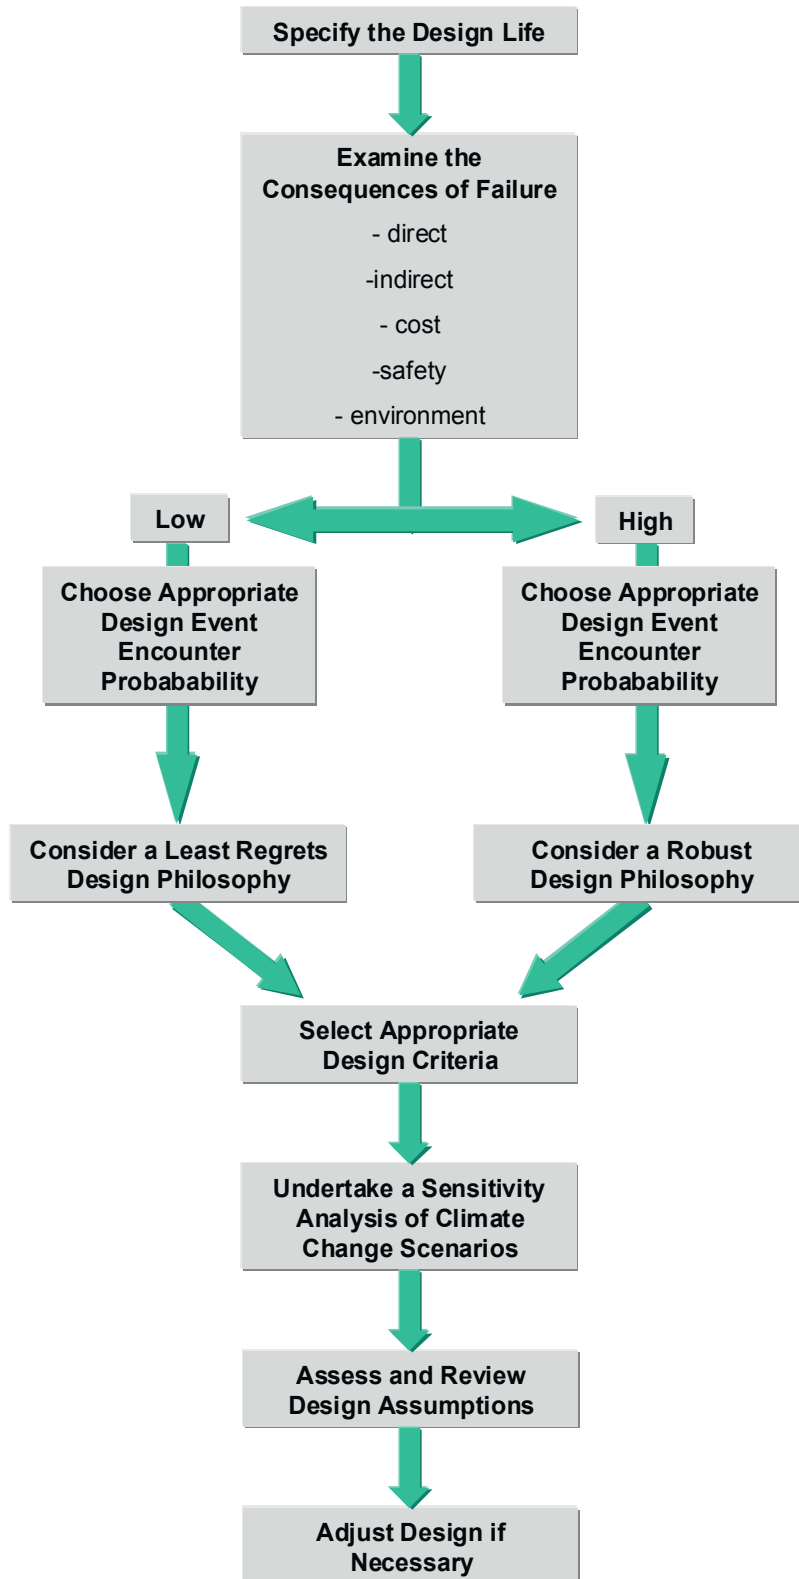 Specify the Design Life
Examine the
Consequences of Failure
- direct
-indirect
- cost
-safety
- environment
Low
High
Choose Appropriate
Design Event
Encounter
Probabability
Choose Appropriate
Design Event
Encounter
Probabability
Consider a Least Regrets
Design Philosophy
Consider a Robust
Design Philosophy
Select Appropriate
Design Criteria
Undertake a Sensitivity
Analysis of Climate
Change Scenarios
Assess and Review
Design Assumptions
Adjust Design if
Necessary